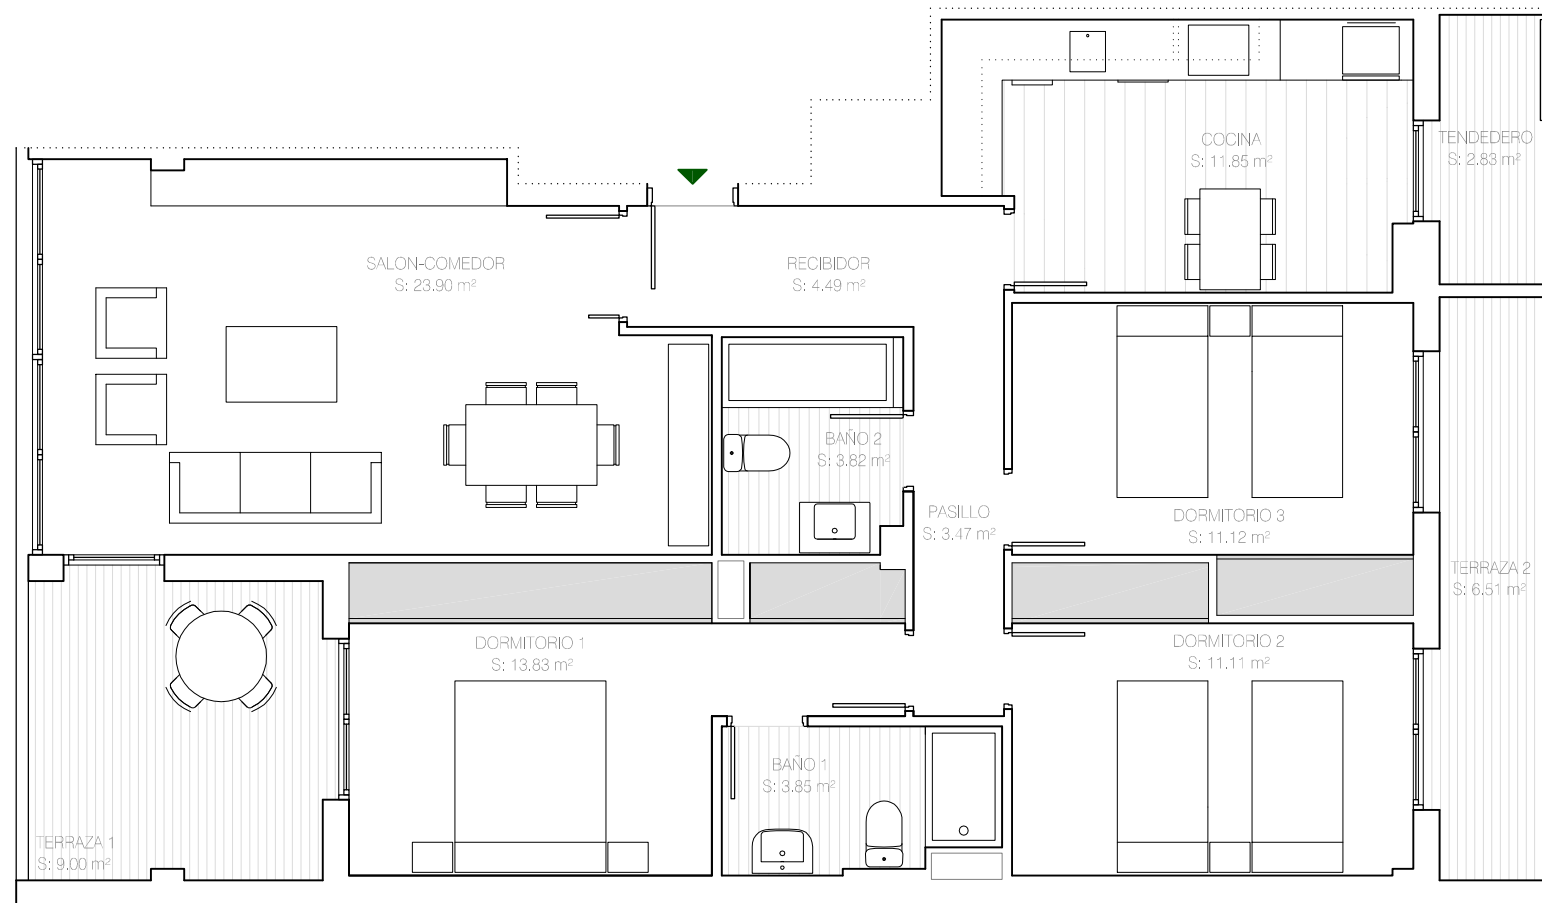 COCINA
S: 11.85 m²
TENDEDERO
S: 2.83 m²
SALON-COMEDOR
S: 23.90 m²
RECIBIDOR
S: 4.49 m²
BAÑO 2
S: 3.82 m²
PASILLO
S: 3.47 m²
DORMITORIO 3
S: 11.12 m²
TERRAZA 2
S: 6.51 m²
DORMITORIO 1
S: 13.83 m²
DORMITORIO 2
S: 11.11 m²
BAÑO 1
S: 3.85 m²
TERRAZA 1
S: 9.00 m²